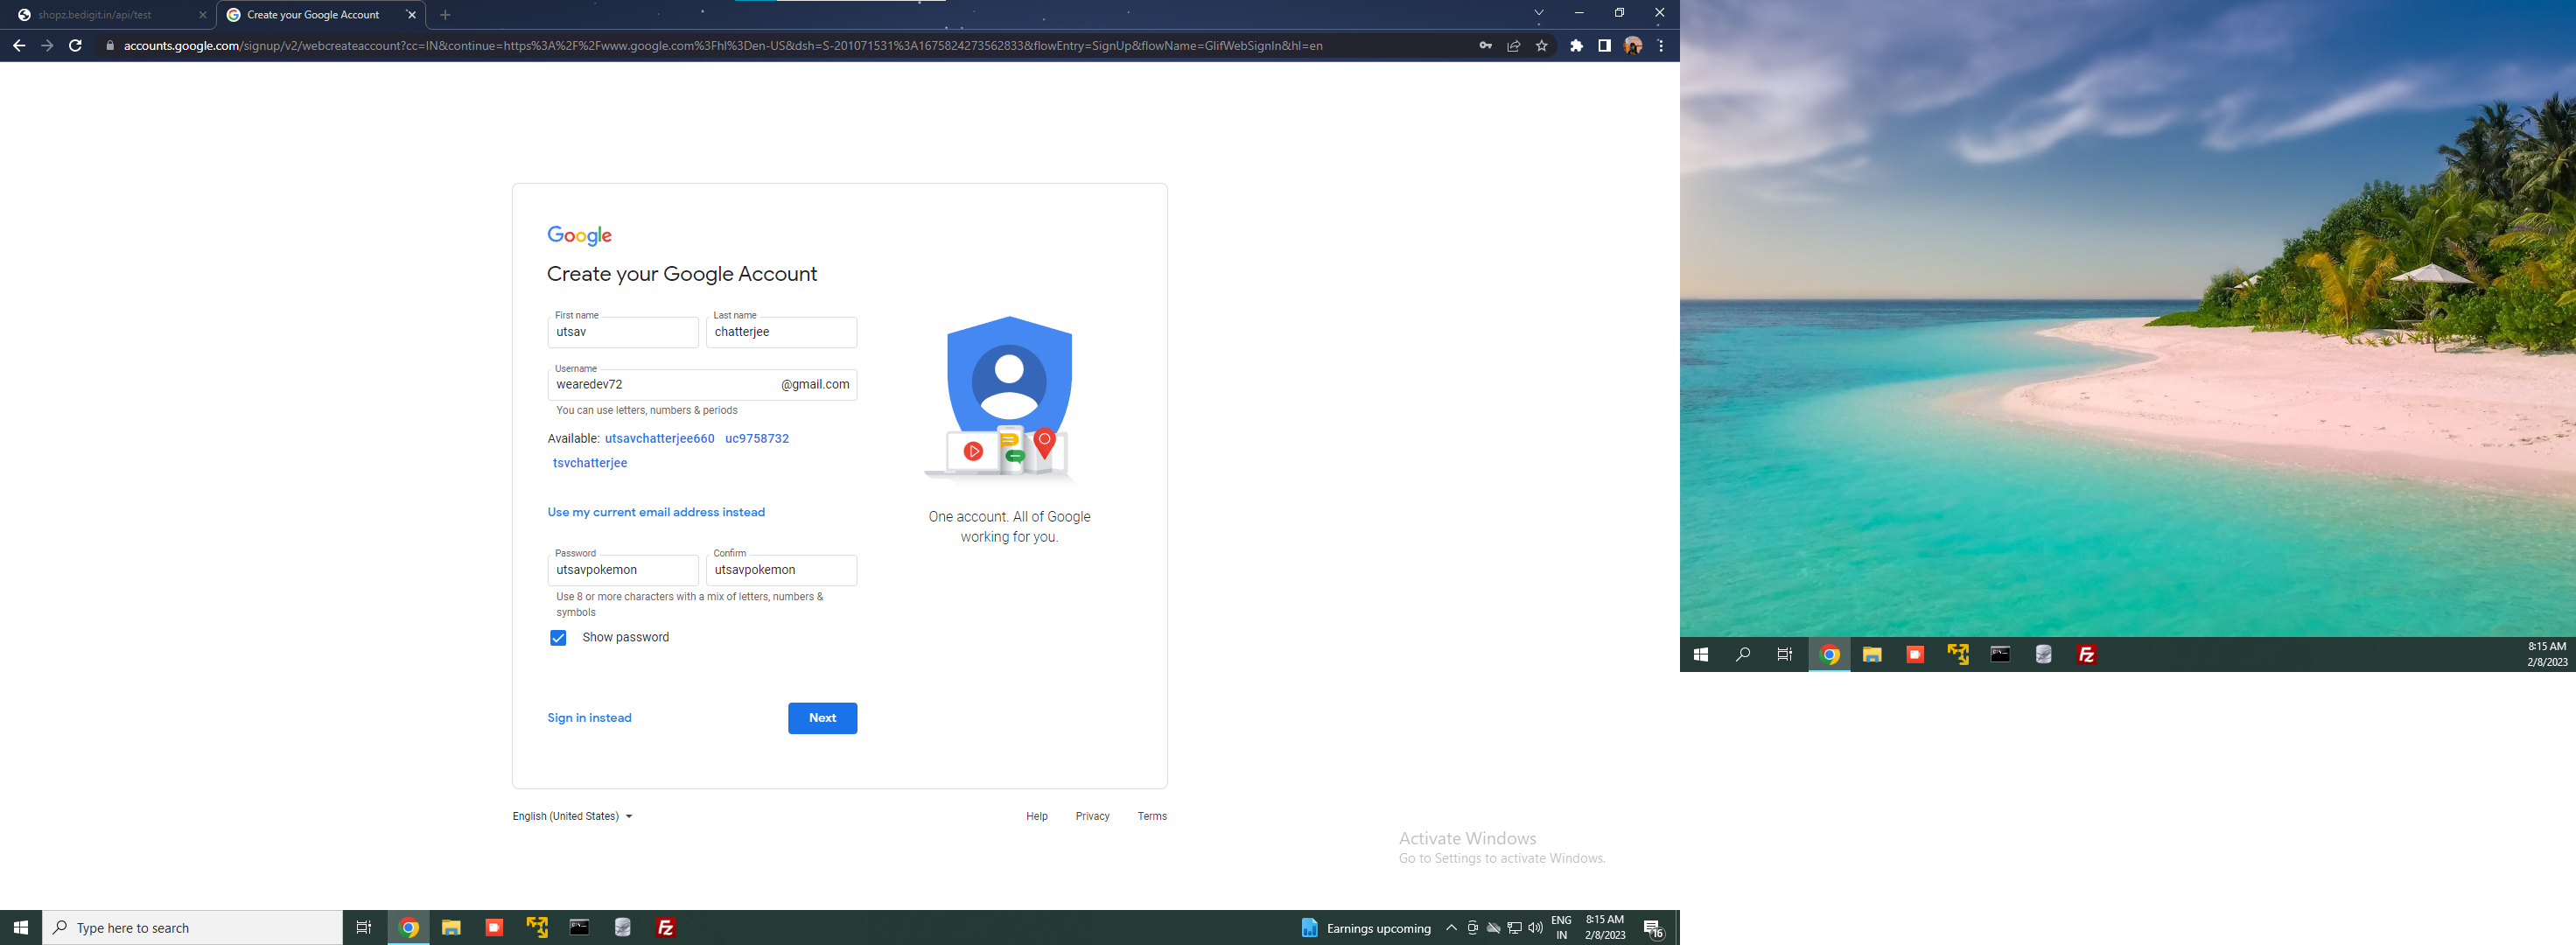 shopz.bedigit.in/api/test
Create your Google Account
accounts.google.com/signup/v2/webcreateaccount?cc=IN&continue=https%3A%2F%2Fwww.google.com%3Fhl%3Den-US&dsh=S-201071531%3A1675824273562833&flowEntry=SignUp&flowName=GlifWebSignIn&hl=en
Google
Create your Google Account
First name
Last name
utsav
chatterjee
Username
wearedev72
@gmail.com
You can use letters, numbers & periods
Available: utsavchatterjee660 uc9758732
tsvchatterjee
Use my current email address instead
Password
Confirm
utsavpokemon
utsavpokemon
Use 8 or more characters with a mix of letters, numbers &
symbols
Show password
Sign in instead
Next
One account. All of Google
working for you.
English (United States)
Help
Privacy
Terms
Activate Windows
Go to Settings to activate Windows.
Type here to search
Earnings upcoming
ENG
IN
8:15 AM
2/8/2023
16
8:15 AM
2/8/2023